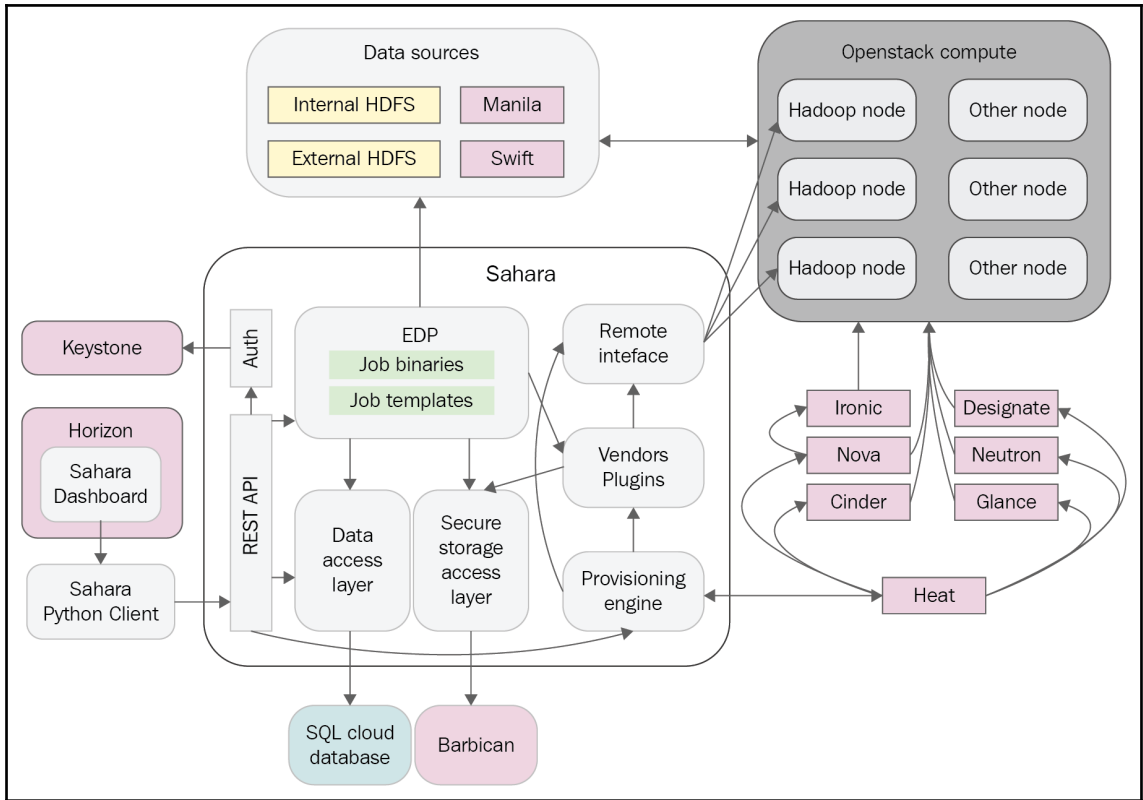 Data sources
Internal HDFS
Manila
External HDFS
Swift
Openstack compute
Hadoop node
Other node
Hadoop node
Other node
Hadoop node
Other node
Sahara
Keystone
Auth
EDP
Job binaries
Job templates
Remote
inteface
Horizon
Sahara
Dashboard
REST API
Vendors
Plugins
Data
access
layer
Secure
storage
access
layer
Provisioning
engine
Sahara
Python Client
Ironic
Designate
Nova
Neutron
Cinder
Glance
Heat
SQL cloud
database
Barbican